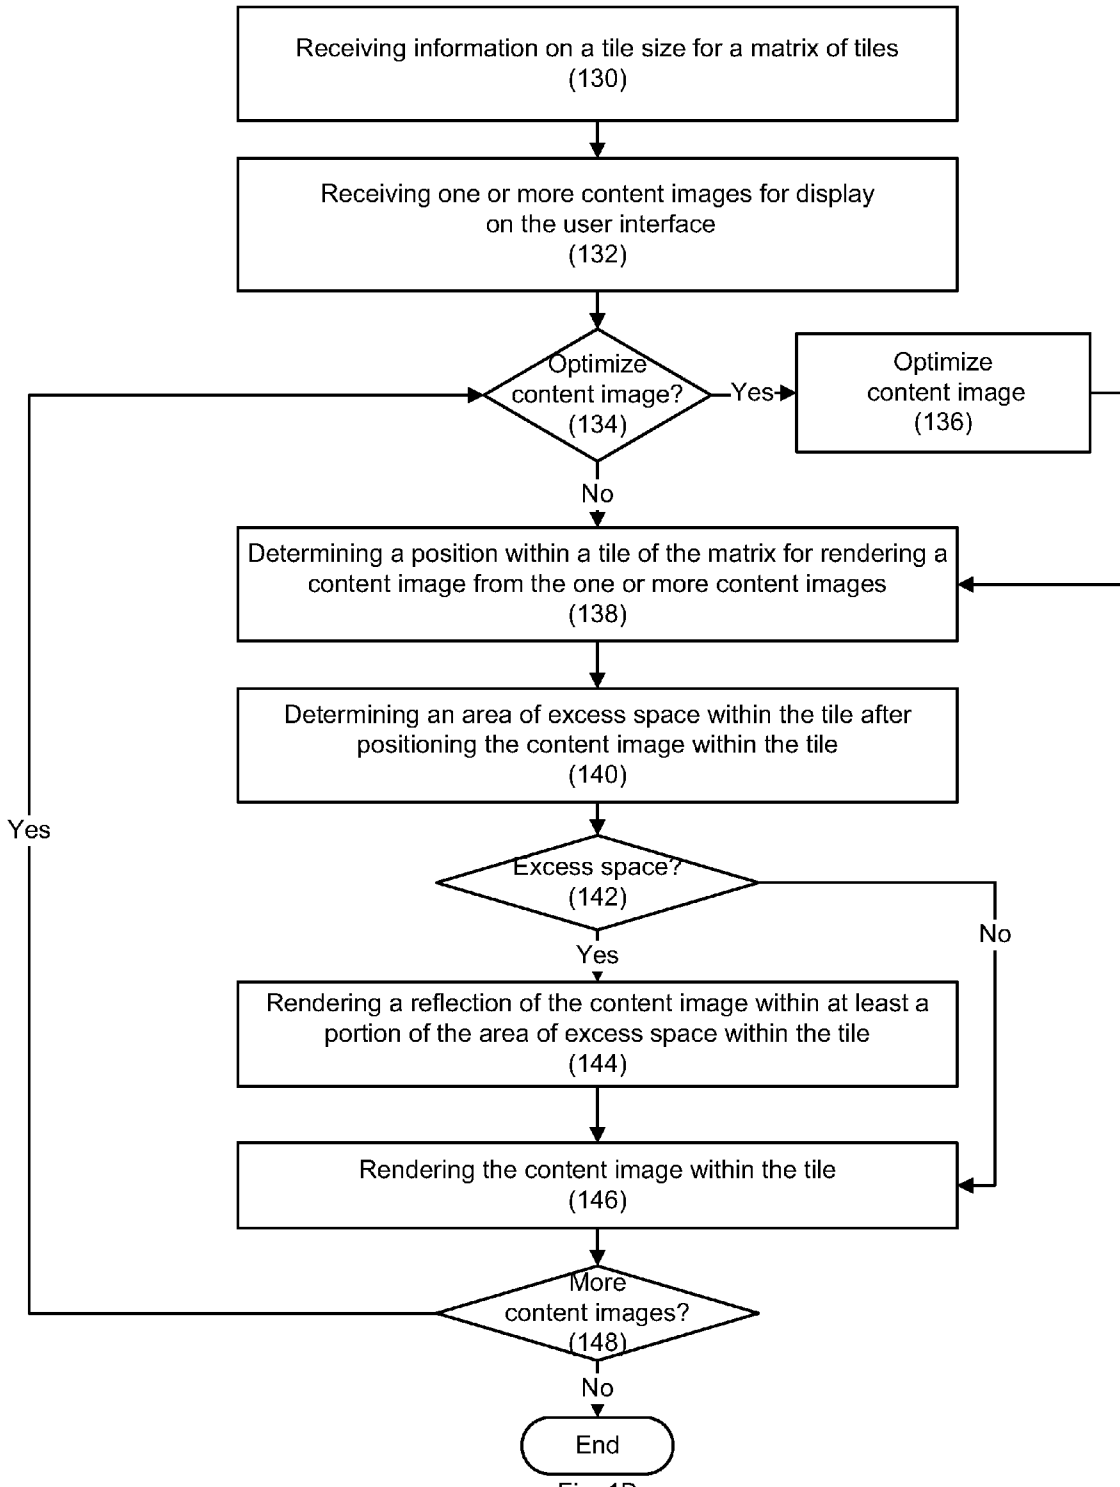 Receiving information on a tile size for a matrix of tiles
(130)
Receiving one or more content images for display
on the user interface
(132)
Optimize
content image?
(134)
Yes
Optimize
content image
(136)
No
Determining a position within a tile of the matrix for rendering a
content image from the one or more content images
(138)
Determining an area of excess space within the tile after
positioning the content image within the tile
(140)
Yes
Excess space?
(142)
No
Yes
Rendering a reflection of the content image within at least a
portion of the area of excess space within the tile
(144)
Rendering the content image within the tile
(146)
More
content images?
(148)
No
End